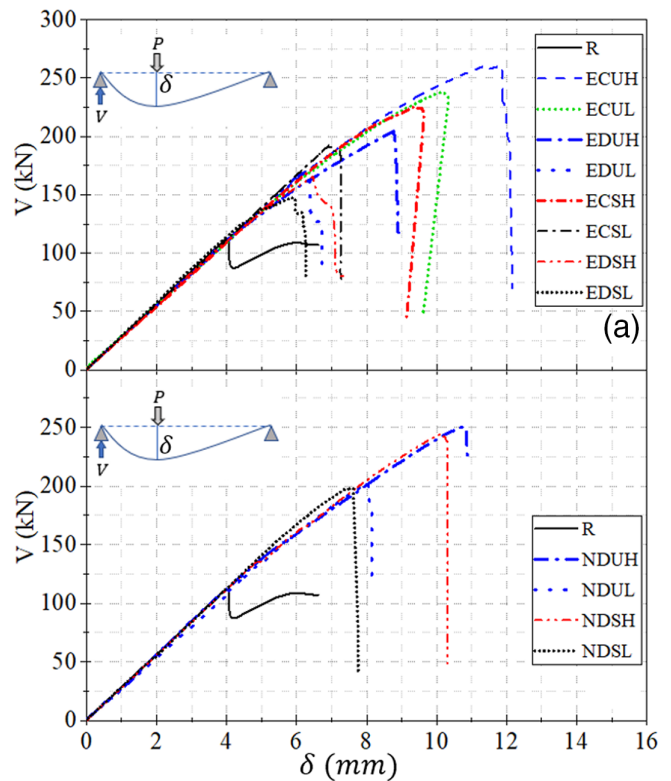 300
250
200
150
100
50
0
V (kN)
P
δ
V
R
ECUH
ECUL
EDUH
EDUL
ECSH
ECSL
EDSH
EDSL
(a)
250
200
150
100
50
0
V (kN)
P
δ
V
R
NDUH
NDUL
NDSH
NDSL
0 2 4 6 8 10 12 14 16
δ (mm)